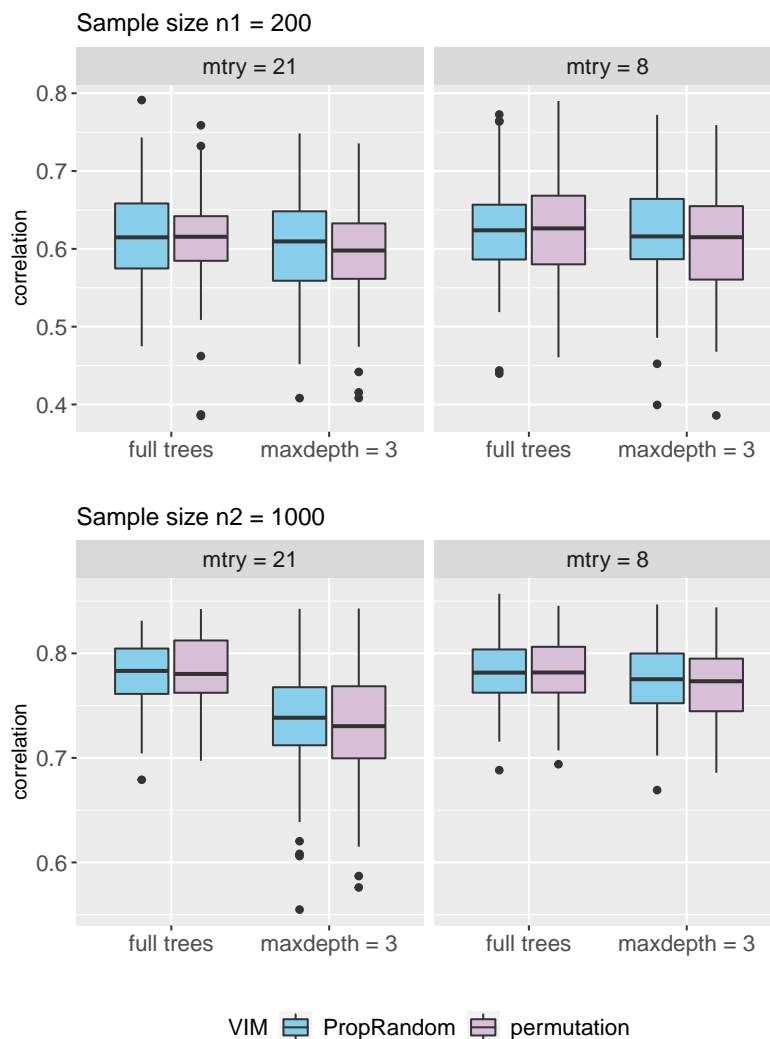 Sample size n1 = 200
mtry = 21
mtry = 8
0.8
0.7
0.6
0.5
0.4
correlation
full trees
maxdepth = 3
full trees
maxdepth = 3
Sample size n2 = 1000
mtry = 21
mtry = 8
0.8
0.7
0.6
correlation
full trees
maxdepth = 3
full trees
maxdepth = 3
VIM PropRandom permutation